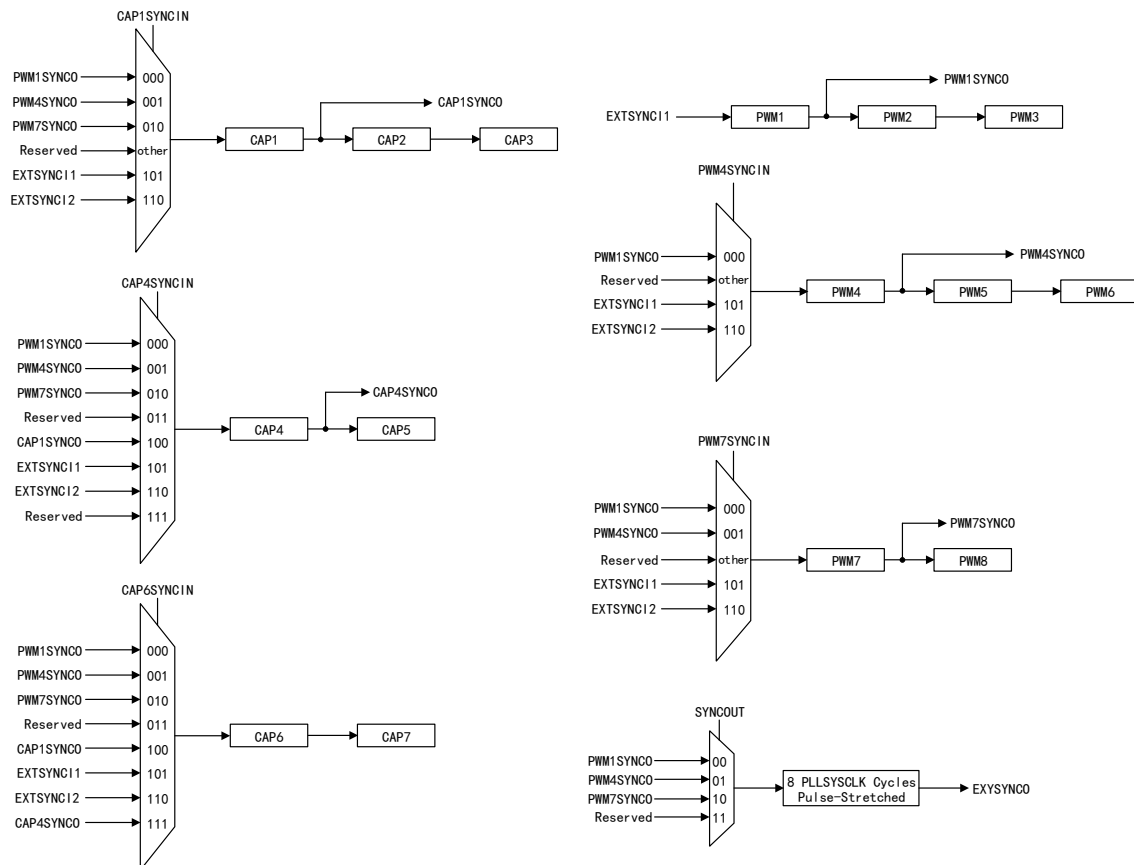 CAP1SYNCIN
PWM1SYNCO
000
PWM4SYNCO
001
PWM7SYNCO
010
Reserved
other
EXTSYNCI1
101
EXTSYNCI2
110
CAP1
CAP1SYNCO
CAP2
CAP3
CAP4SYNCIN
PWM1SYNCO
000
PWM4SYNCO
001
PWM7SYNCO
010
Reserved
011
CAP1SYNCO
100
EXTSYNCI1
101
EXTSYNCI2
110
Reserved
111
CAP4
CAP4SYNCO
CAP5
CAP6SYNCIN
PWM1SYNCO
000
PWM4SYNCO
001
PWM7SYNCO
010
Reserved
011
CAP1SYNCO
100
EXTSYNCI1
101
EXTSYNCI2
110
CAP4SYNCO
111
CAP6
CAP7
EXTSYNCI1
PWM1
PWM1SYNCO
PWM2
PWM3
PWM4SYNCIN
PWM1SYNCO
000
Reserved
other
EXTSYNCI1
101
EXTSYNCI2
110
PWM4
PWM4SYNCO
PWM5
PWM6
PWM7SYNCIN
PWM1SYNCO
000
PWM4SYNCO
001
Reserved
other
EXTSYNCI1
101
EXTSYNCI2
110
PWM7
PWM7SYNCO
PWM8
SYNCOUT
PWM1SYNCO
00
PWM4SYNCO
01
PWM7SYNCO
10
Reserved
11
8 PLLSYSCLK Cycles
Pulse-Stretched
EXYSYNCO